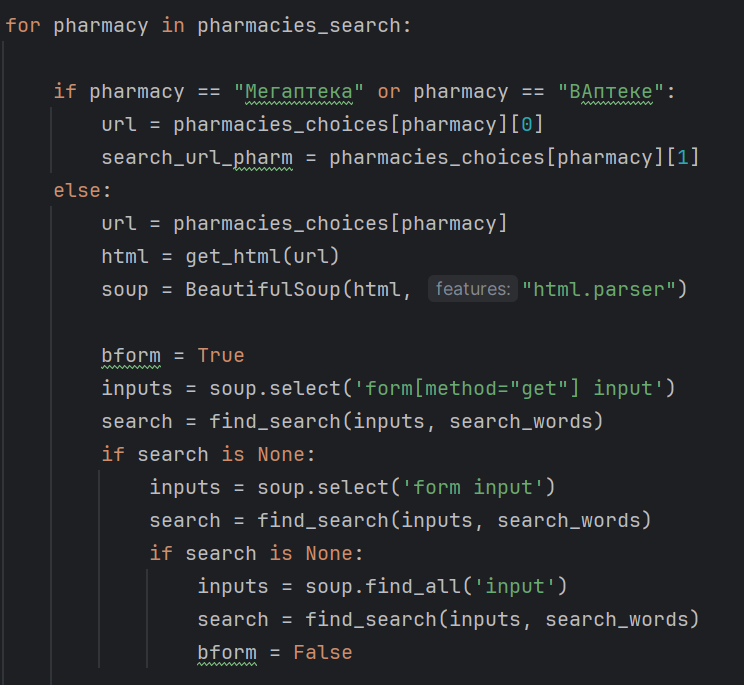 for pharmacy in pharmacies_search:
if pharmacy == "Мегаптека" or pharmacy == "ВАптеке":
url = pharmacies_choices[pharmacy][0]
search_url_pharm = pharmacies_choices[pharmacy][1]
else:
url = pharmacies_choices[pharmacy]
html = get_html(url)
soup = BeautifulSoup(html, features: "html.parser")
bform = True
inputs = soup.select('form[method="get"] input')
search = find_search(inputs, search_words)
if search is None:
inputs = soup.select('form input')
search = find_search(inputs, search_words)
if search is None:
inputs = soup.find_all('input')
search = find_search(inputs, search_words)
bform = False